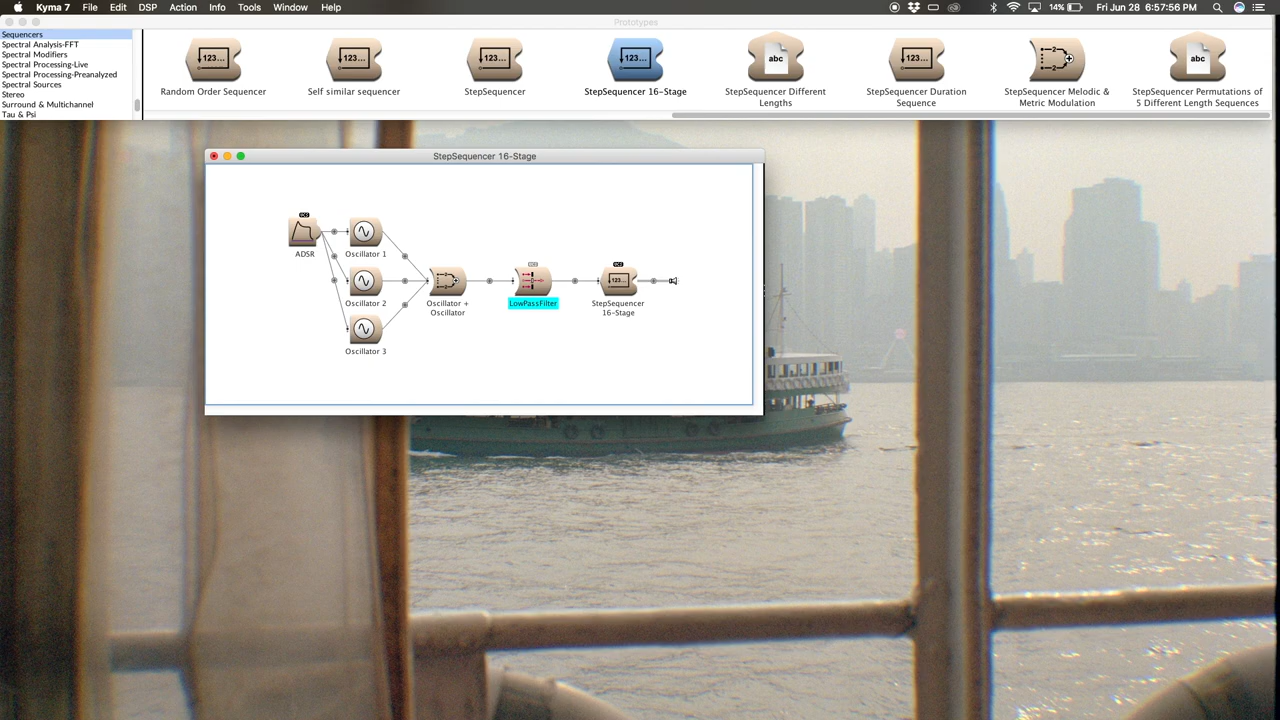 Kyma 7 File Edit DSP Action Info Tools Window Help 14% Fri Jun 28 6:57:56 PM
Prototypes
Sequencers
Spectral Analysis-FFT
Spectral Modifiers
Spectral Processing-Live
Spectral Processing-Preanalyzed
Spectral Sources
Stereo
Surround & Multichannel
Tau & Psi
123...
123...
123...
123...
abc
123...
abc
Random Order Sequencer
Self similar sequencer
StepSequencer
StepSequencer 16-Stage
StepSequencer Different
Lengths
StepSequencer Duration
Sequence
StepSequencer Melodic &
Metric Modulation
StepSequencer Permutations of
5 Different Length Sequences
StepSequencer 16-Stage
ADSR
Oscillator 1
Oscillator 2
Oscillator 3
Oscillator +
Oscillator
LowPassFilter
123...
StepSequencer
16-Stage